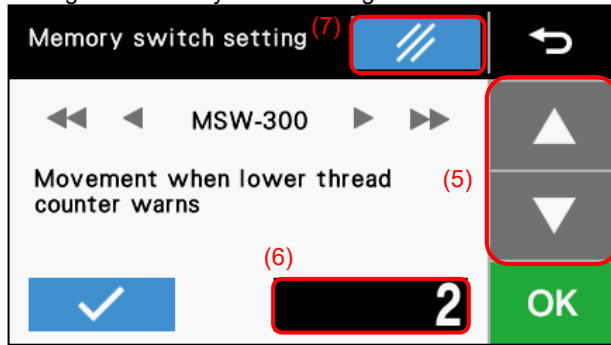 Memory switch setting (7)
MSW-300
Movement when lower thread
counter warns
(5)
(6)
2
OK